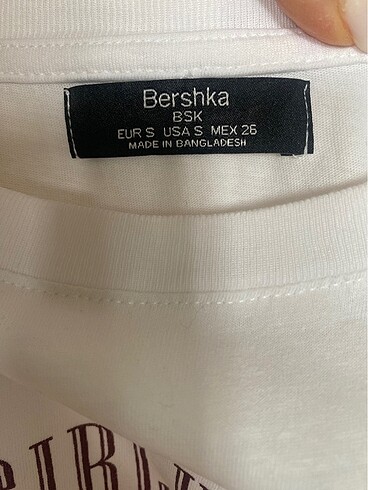 Bershka
BSK
EUR S USA S MEX 26
MADE IN BANGLADESH